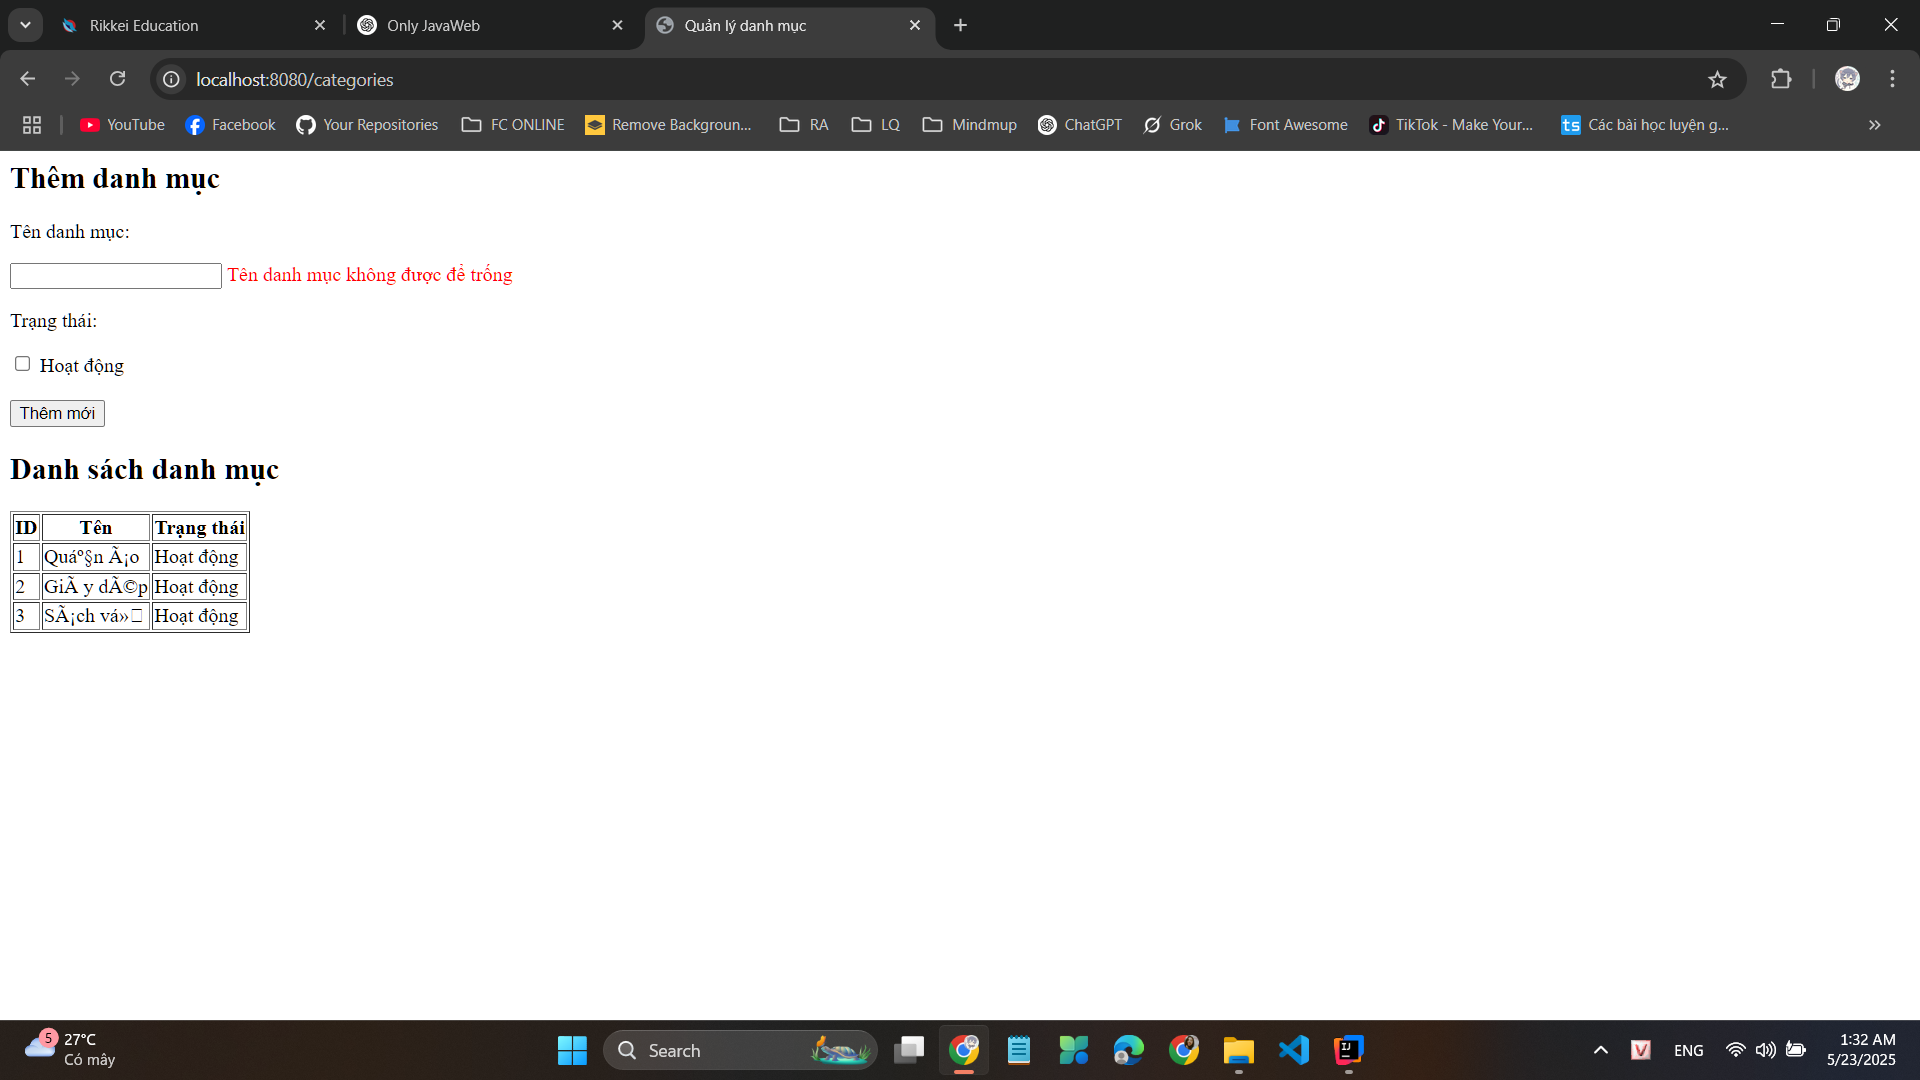 Rikkei Education
Only JavaWeb
Quản lý danh mục
localhost:8080/categories
YouTube
Facebook
Your Repositories
FC ONLINE
Remove Backgroun...
RA
LQ
Mindmup
ChatGPT
Grok
Font Awesome
TikTok - Make Your...
ts
Các bài học luyện g...
Thêm danh mục
Tên danh mục:
Tên danh mục không được để trống
Trạng thái:
Hoạt động
Thêm mới
Danh sách danh mục
ID Tên Trạng thái
1 Quáº§n Ã¡o Hoạt động
2 GiÃ y dÃ©p Hoạt động
3 SÃ¡ch vá»□ Hoạt động
5
27°C
Có mây
Search
ENG
1:32 AM
5/23/2025